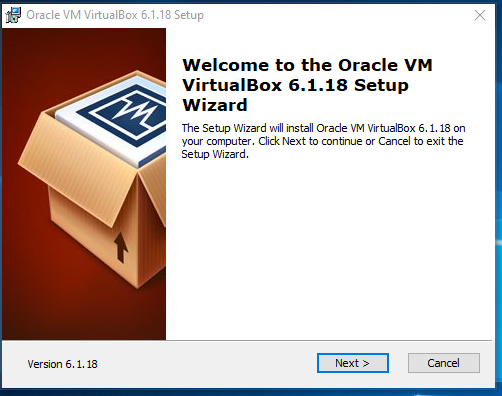 Oracle VM VirtualBox 6.1.18 Setup
Welcome to the Oracle VM
VirtualBox 6.1.18 Setup
Wizard
The Setup Wizard will install Oracle VM VirtualBox 6.1.18 on
your computer. Click Next to continue or Cancel to exit the
Setup Wizard.
Version 6.1.18
Next >
Cancel